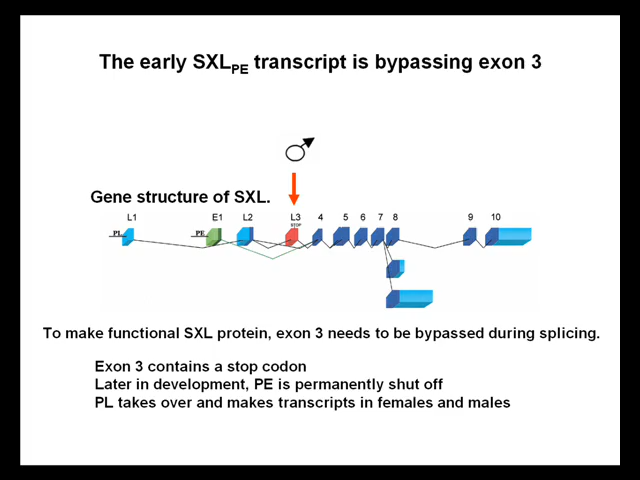 The early SXLPE transcript is bypassing exon 3
Gene structure of SXL.
L1 E1 L2 L3 4 5 6 7 8 9 10
STOP
PL PE
To make functional SXL protein, exon 3 needs to be bypassed during splicing.
Exon 3 contains a stop codon
Later in development, PE is permanently shut off
PL takes over and makes transcripts in females and males